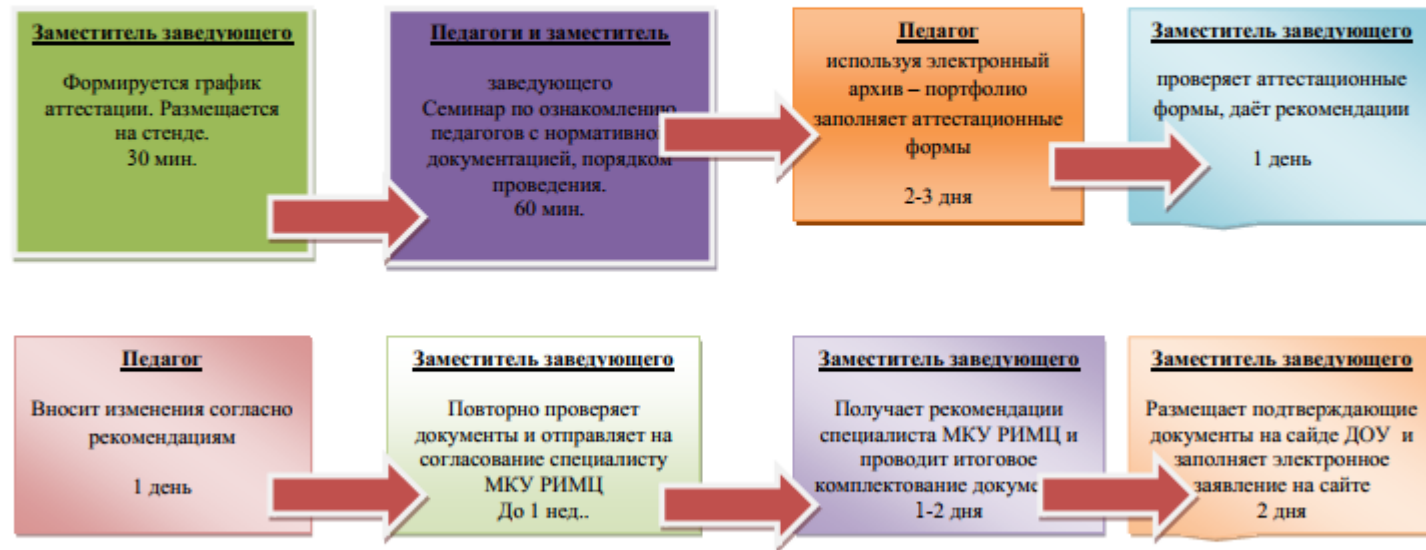 Заместитель заведующего
Формируется график
аттестации. Размещается
на стенде.
30 мин.
Педагоги и заместитель
заведующего
Семинар по ознакомлению
педагогов с нормативной
документацией, порядком
проведения.
60 мин.
Педагог
используя электронный
архив – портфолио
заполняет аттестационные
формы
2-3 дня
Заместитель заведующего
проверяет аттестационные
формы, даёт рекомендации
1 день
Педагог
Вносит изменения согласно
рекомендациям
1 день
Заместитель заведующего
Повторно проверяет
документы и отправляет на
согласование специалисту
МКУ РИМЦ
До 1 нед..
Заместитель заведующего
Получает рекомендации
специалиста МКУ РИМЦ и
проводит итоговое
комплектование докуме
1-2 дня
Заместитель заведующего
Размещает подтверждающие
документы на сайде ДОУ и
заполняет электронное
заявление на сайте
2 дня